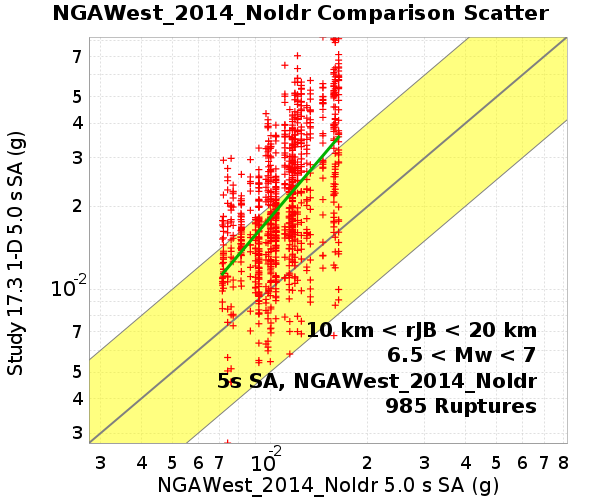 NGAWest_2014_NoIdr Comparison Scatter
Study 17.3 1-D 5.0 s SA (g)
7
5
4
3
2
10-2
7
5
4
3
10 km < rJB < 20 km
6.5 < Mw < 7
5s SA, NGAWest_2014_NoIdr
985 Ruptures
3 4 5 6 7 10-2 2 3 4 5 6 7 8
NGAWest_2014_NoIdr 5.0 s SA (g)